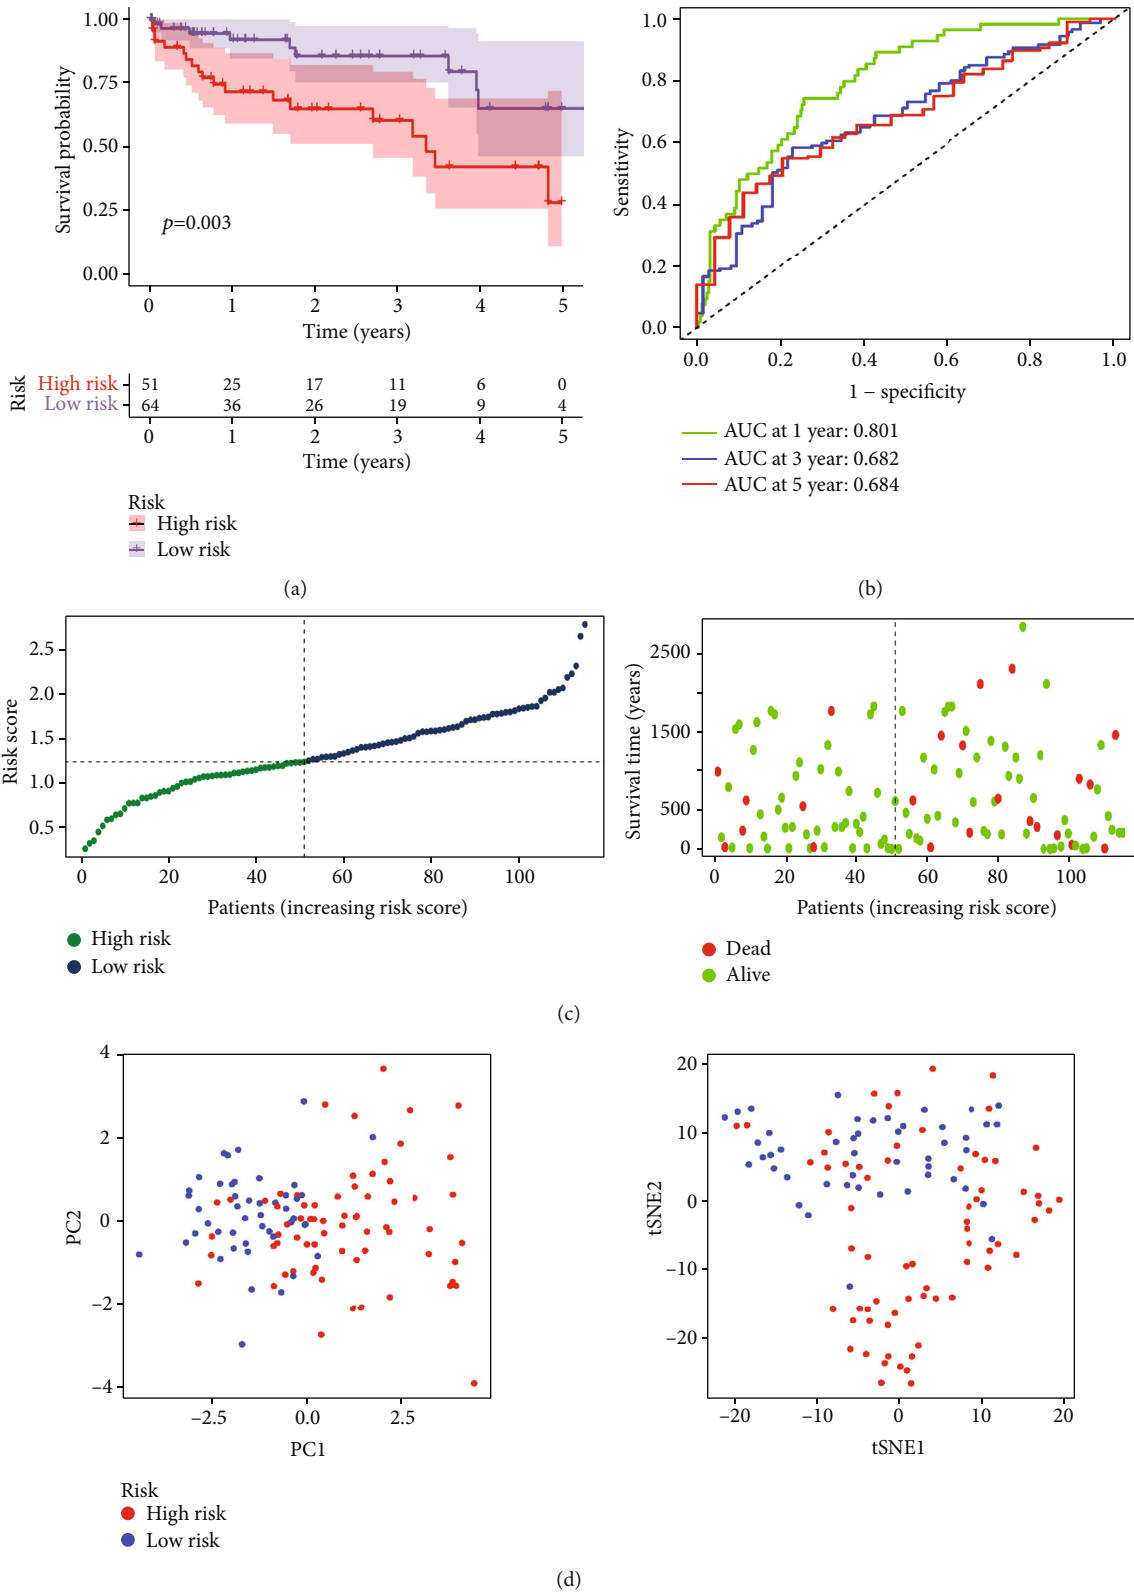 1.00
0.75
0.50
0.25
0.00
Survival probability
p=0.003
0 1 2 3 4 5
Time (years)
Risk
High risk 51 25 17 11 6 0
Low risk 64 36 26 19 9 4
0 1 2 3 4 5
Time (years)
Risk
High risk
Low risk
(a)
1.0
0.8
0.6
0.4
0.2
0.0
Sensitivity
0.0 0.2 0.4 0.6 0.8 1.0
1 − specificity
AUC at 1 year: 0.801
AUC at 3 year: 0.682
AUC at 5 year: 0.684
(b)
2.5
2.0
1.5
1.0
0.5
Risk score
0 20 40 60 80 100
Patients (increasing risk score)
High risk
Low risk
2500
1500
500
0
Survival time (years)
0 20 40 60 80 100
Patients (increasing risk score)
Dead
Alive
(c)
4
2
0
−2
−4
PC2
−2.5 0.0 2.5
PC1
Risk
High risk
Low risk
20
10
0
−10
−20
tSNE2
−20 −10 0 10 20
tSNE1
(d)